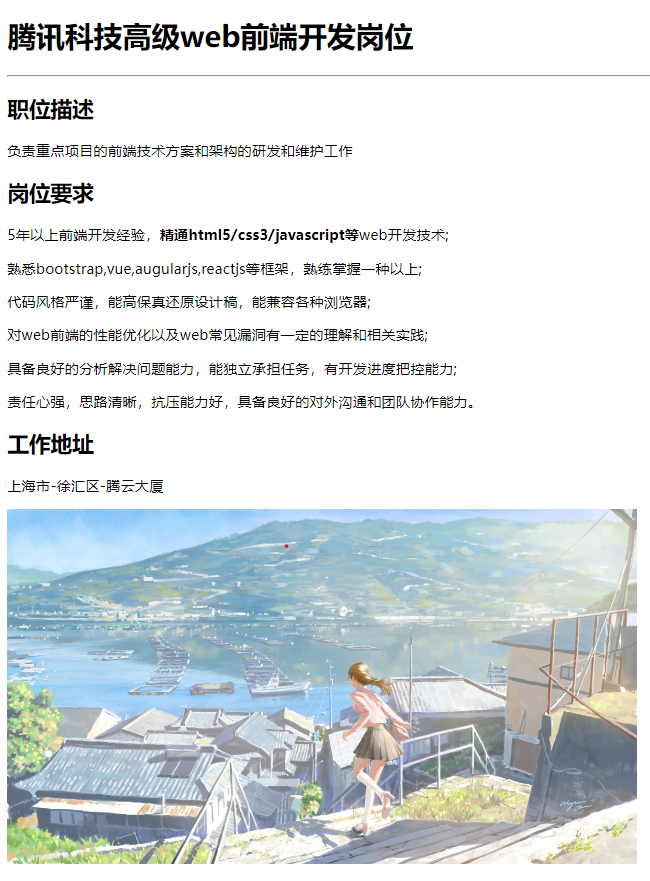 腾讯科技高级web前端开发岗位
职位描述
负责重点项目的前端技术方案和架构的研发和维护工作
岗位要求
5年以上前端开发经验，精通html5/css3/javascript等web开发技术;
熟悉bootstrap,vue,augularjs,reactjs等框架，熟练掌握一种以上;
代码风格严谨，能高保真还原设计稿，能兼容各种浏览器;
对web前端的性能优化以及web常见漏洞有一定的理解和相关实践;
具备良好的分析解决问题能力，能独立承担任务，有开发进度把控能力;
责任心强，思路清晰，抗压能力好，具备良好的对外沟通和团队协作能力。
工作地址
上海市-徐汇区-腾云大厦